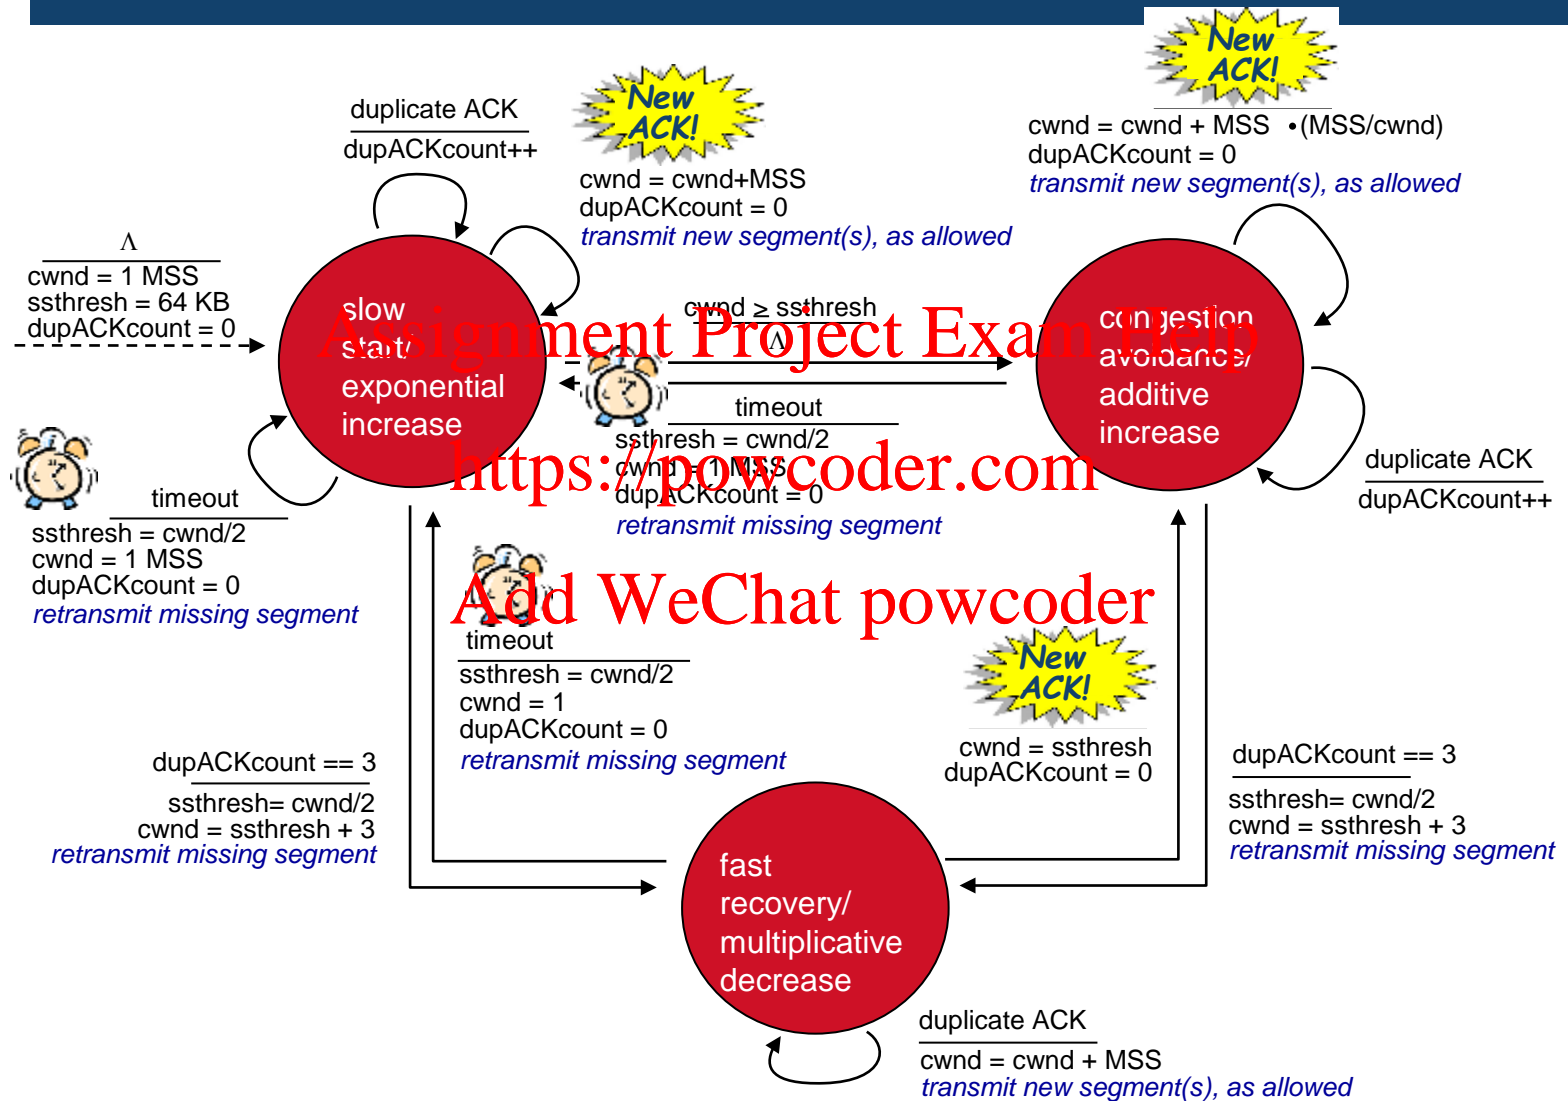 New
ACK!
cwnd = cwnd + MSS •(MSS/cwnd)
dupACKcount = 0
transmit new segment(s), as allowed
duplicate ACK
dupACKcount++
New
ACK!
cwnd = cwnd+MSS
dupACKcount = 0
transmit new segment(s), as allowed
Λ
cwnd = 1 MSS
ssthresh = 64 KB
dupACKcount = 0
slow
start/
exponential
increase
cwnd ≥ ssthresh
Λ
congestion
avoidance/
additive
increase
Assignment Project Exam Help
timeout
ssthresh = cwnd/2
cwnd = 1 MSS
dupACKcount = 0
retransmit missing segment
https://powcoder.com
duplicate ACK
dupACKcount++
timeout
ssthresh = cwnd/2
cwnd = 1 MSS
dupACKcount = 0
retransmit missing segment
Add WeChat powcoder
timeout
ssthresh = cwnd/2
cwnd = 1
dupACKcount = 0
retransmit missing segment
New
ACK!
cwnd = ssthresh
dupACKcount = 0
dupACKcount == 3
ssthresh= cwnd/2
cwnd = ssthresh + 3
retransmit missing segment
dupACKcount == 3
ssthresh= cwnd/2
cwnd = ssthresh + 3
retransmit missing segment
fast
recovery/
multiplicative
decrease
duplicate ACK
cwnd = cwnd + MSS
transmit new segment(s), as allowed